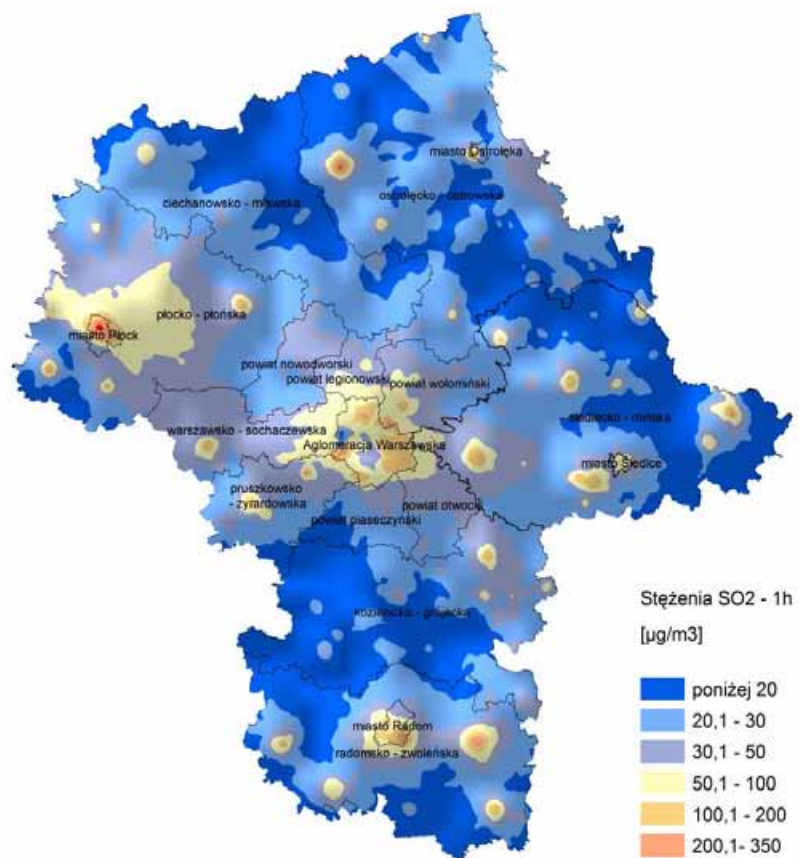 miasto Ostrołęka
ostrołęcko - ostrowska
ciechanowsko - mławska
płocko - płońska
miasto Płock
powiat nowodworski
powiat legionowski
powiat wołomiński
warszawsko - sochaczewska
Aglomeracja Warszawska
siedlecko - mińska
miasto Siedlce
pruszkowsko
- żyrardowska
powiat otwocki
powiat piaseczyński
kozienicko - grójecka
miasto Radom
radomsko - zwoleńska
Stężenia SO2 - 1h
[µg/m3]
poniżej 20
20,1 - 30
30,1 - 50
50,1 - 100
100,1 - 200
200,1- 350